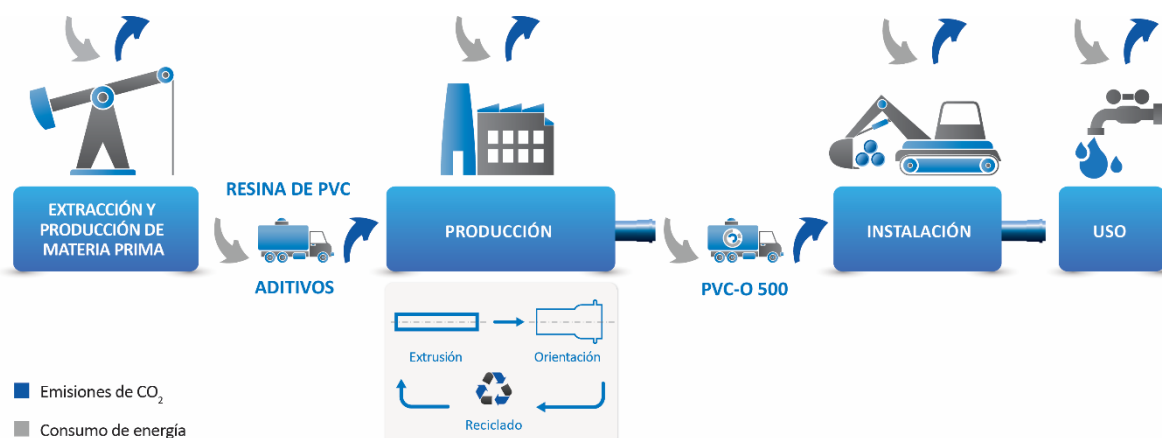 EXTRACCIÓN Y
PRODUCCIÓN DE
MATERIA PRIMA
RESINA DE PVC
ADITIVOS
PRODUCCIÓN
PVC-O 500
INSTALACIÓN
USO
Extrusión
Orientación
Reciclado
Emisiones de CO₂
Consumo de energía